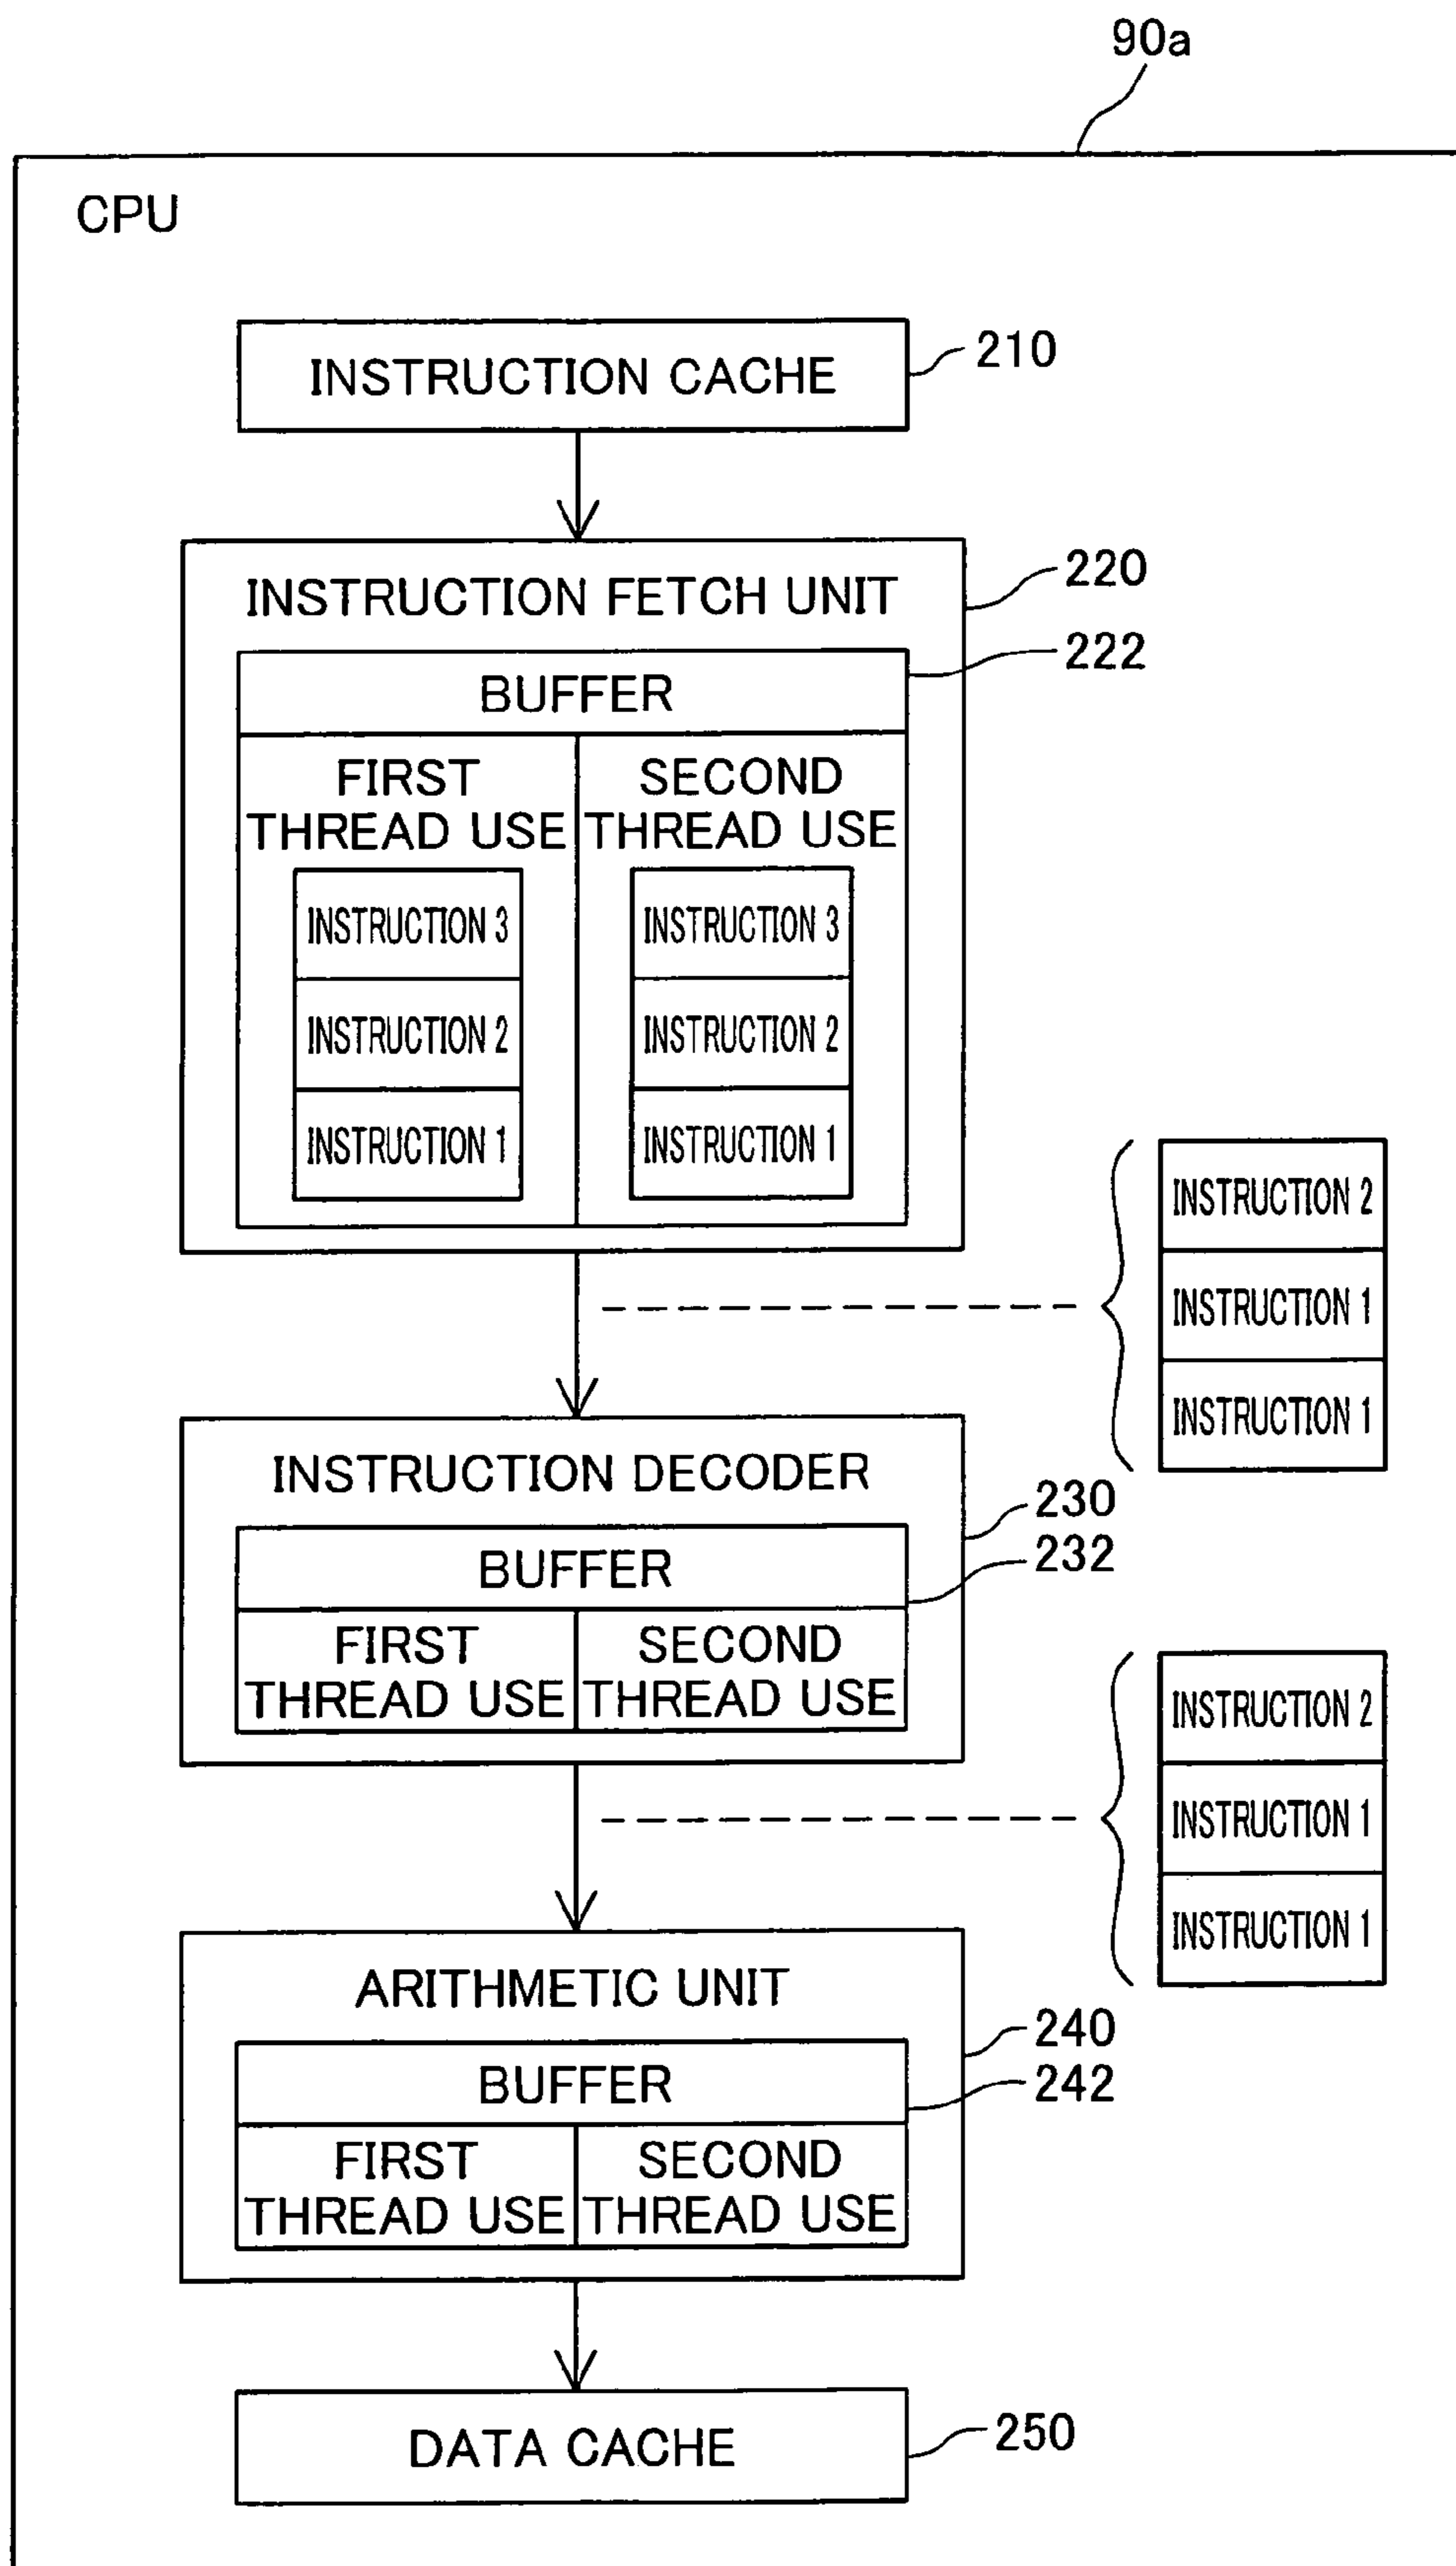 90a
CPU
INSTRUCTION CACHE
210
INSTRUCTION FETCH UNIT
220
BUFFER
222
FIRST
THREAD USE
SECOND
THREAD USE
INSTRUCTION 3
INSTRUCTION 2
INSTRUCTION 1
INSTRUCTION 3
INSTRUCTION 2
INSTRUCTION 1
INSTRUCTION 2
INSTRUCTION 1
INSTRUCTION 1
INSTRUCTION DECODER
230
BUFFER
232
FIRST
THREAD USE
SECOND
THREAD USE
INSTRUCTION 2
INSTRUCTION 1
INSTRUCTION 1
ARITHMETIC UNIT
240
BUFFER
242
FIRST
THREAD USE
SECOND
THREAD USE
DATA CACHE
250